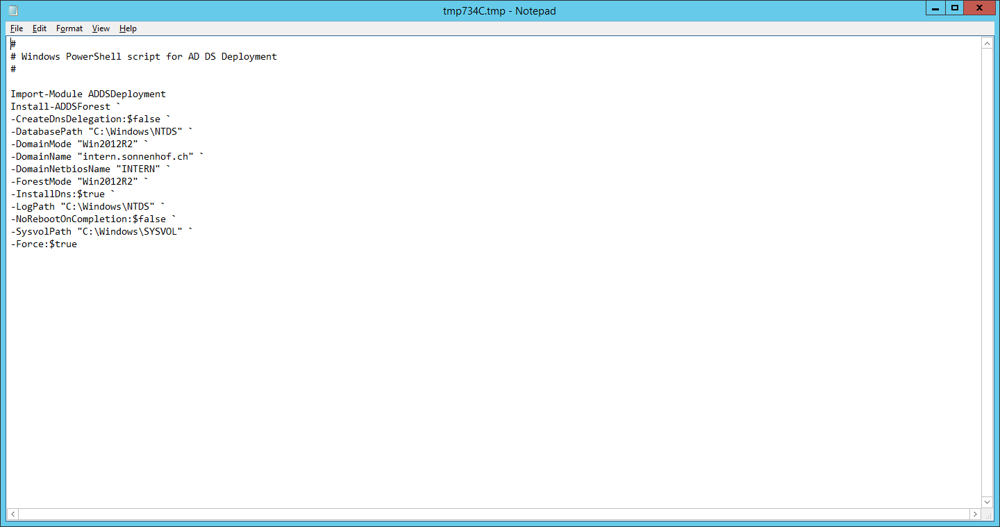 tmp734C.tmp - Notepad
File Edit Format View Help
#
# Windows PowerShell script for AD DS Deployment
#

Import-Module ADDSDeployment
Install-ADDSForest `
-CreateDnsDelegation:$false `
-DatabasePath "C:\Windows\NTDS" `
-DomainMode "Win2012R2" `
-DomainName "intern.sonnenhof.ch" `
-DomainNetbiosName "INTERN" `
-ForestMode "Win2012R2" `
-InstallDns:$true `
-LogPath "C:\Windows\NTDS" `
-NoRebootOnCompletion:$false `
-SysvolPath "C:\Windows\SYSVOL" `
-Force:$true